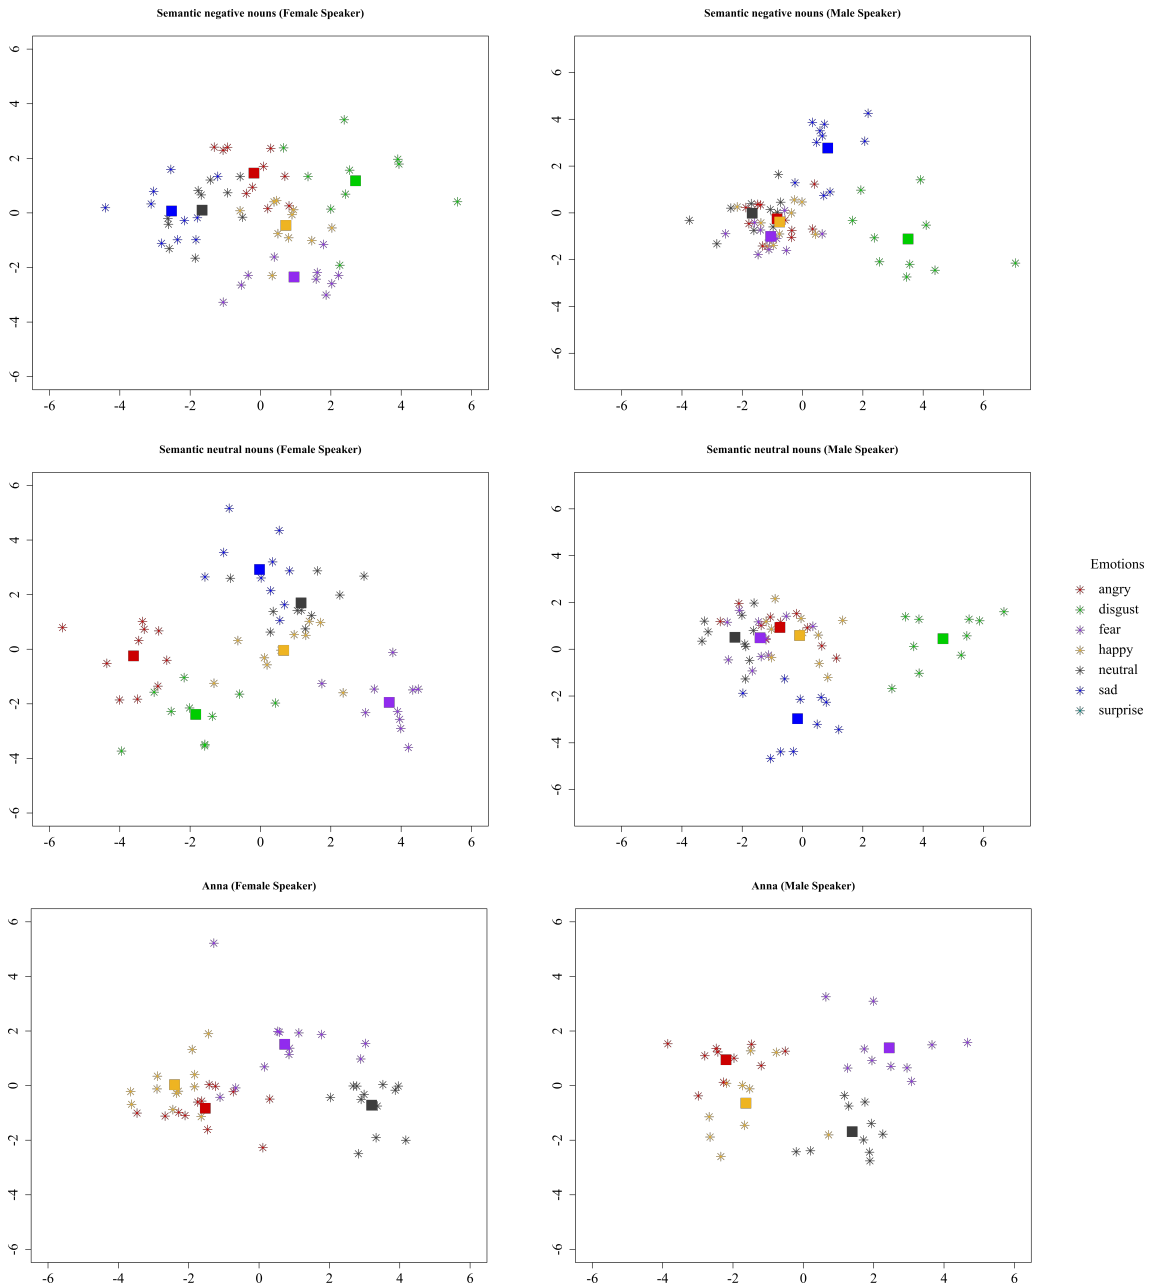 Semantic negative nouns (Female Speaker)
6
4
2
0
-2
-4
-6
-6 -4 -2 0 2 4 6
Semantic negative nouns (Male Speaker)
6
4
2
0
-2
-4
-6
-6 -4 -2 0 2 4 6
Semantic neutral nouns (Female Speaker)
6
4
2
0
-2
-4
-6
-6 -4 -2 0 2 4 6
Semantic neutral nouns (Male Speaker)
6
4
2
0
-2
-4
-6
-6 -4 -2 0 2 4 6
Emotions
angry
disgust
fear
happy
neutral
sad
surprise
Anna (Female Speaker)
6
4
2
0
-2
-4
-6
-6 -4 -2 0 2 4 6
Anna (Male Speaker)
6
4
2
0
-2
-4
-6
-6 -4 -2 0 2 4 6